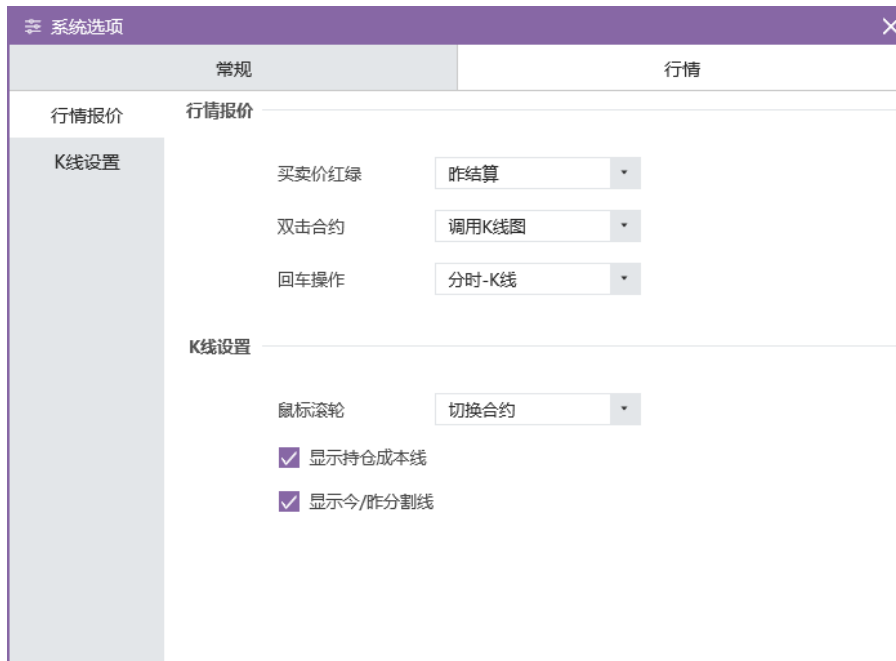 系统选项
常规
行情
行情报价
K线设置
行情报价
买卖价红绿 昨结算
双击合约 调用K线图
回车操作 分时-K线
K线设置
鼠标滚轮 切换合约
显示持仓成本线
显示今/昨分割线